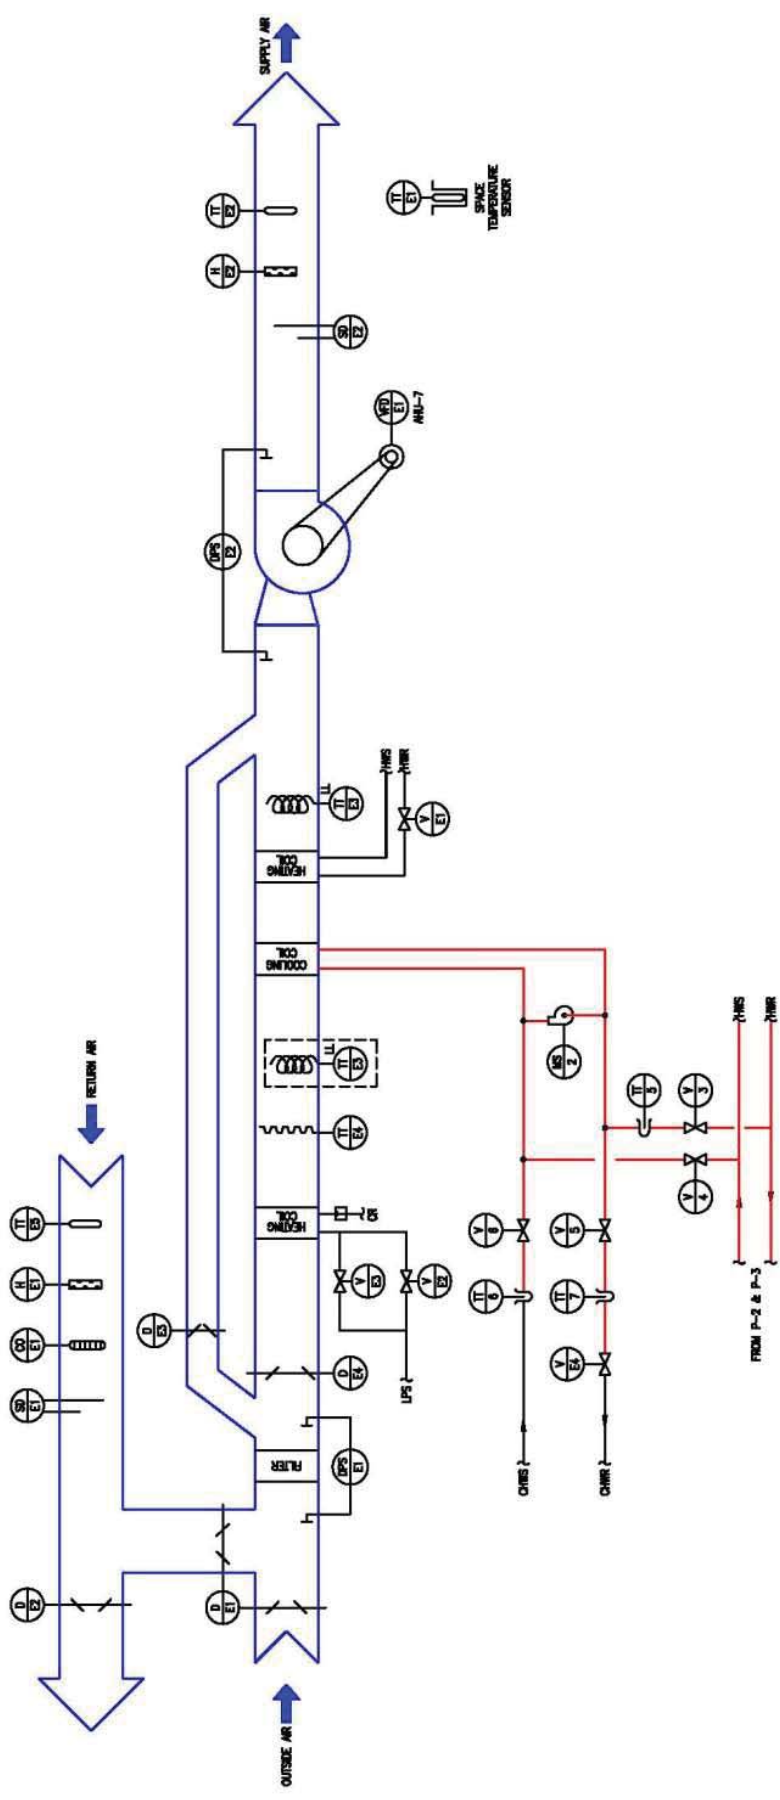 D
E2
SD
E1
CO
E1
H
E1
TT
E5
RETURN AIR
D
E3
D
E1
DPS
E2
H
E2
TT
E2
OUTSIDE AIR
FILTER
HEATING
COIL
COOLING
COIL
HEATING
COIL
SUPPLY AIR
DPS
E1
D
E4
TT
E4
LL
TT
E3
LL
TT
E3
SD
E2
CR
V
E3
V
E2
LPS
HWS
HWR
V
E1
VFD
E1
AHU-7
TT
E1
SPACE
TEMPERATURE
SENSOR
V
6
TT
6
CHWS
MS
2
V
5
TT
7
V
E4
CHWR
TT
5
V
3
V
4
HWS
HWR
FROM P-2 & P-3